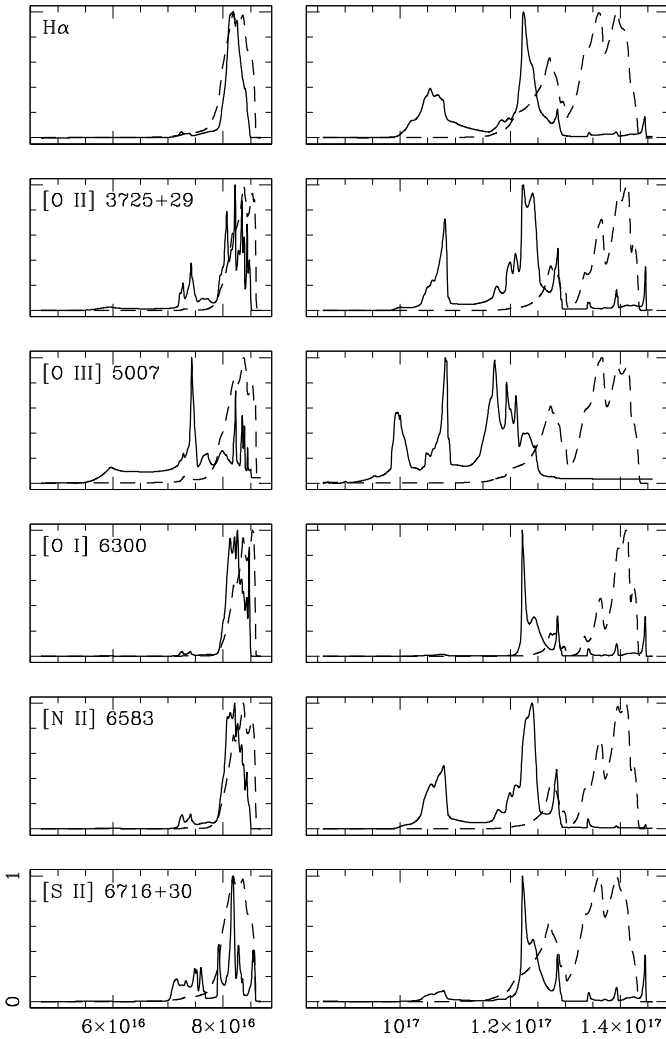 Hα
[O II] 3725+29
[O III] 5007
[O I] 6300
[N II] 6583
[S II] 6716+30
1
0
6×10¹⁶ 8×10¹⁶ 10¹⁷ 1.2×10¹⁷ 1.4×10¹⁷